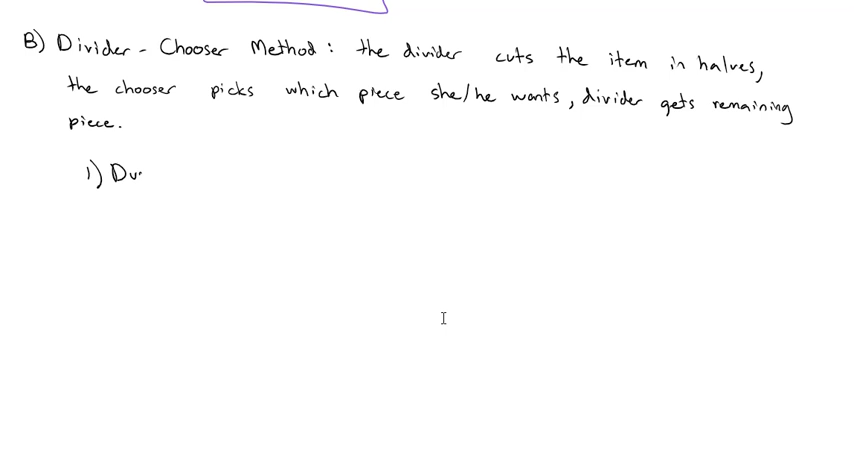 B) Divider - Chooser Method: the divider cuts the item in halves,
the chooser picks which piece she/he wants, divider gets remaining
piece.
1)